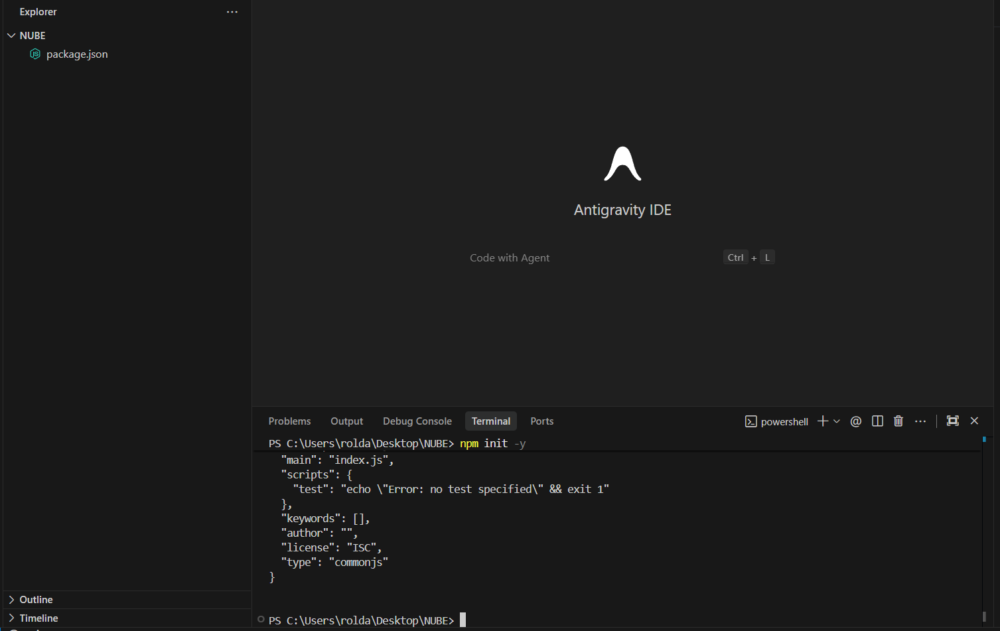 Explorer
NUBE
package.json
Antigravity IDE
Code with Agent Ctrl + L
Problems Output Debug Console Terminal Ports powershell
PS C:\Users\rolda\Desktop\NUBE> npm init -y
"main": "index.js",
"scripts": {
"test": "echo \"Error: no test specified\" && exit 1"
},
"keywords": [],
"author": "",
"license": "ISC",
"type": "commonjs"
}
PS C:\Users\rolda\Desktop\NUBE>
Outline
Timeline